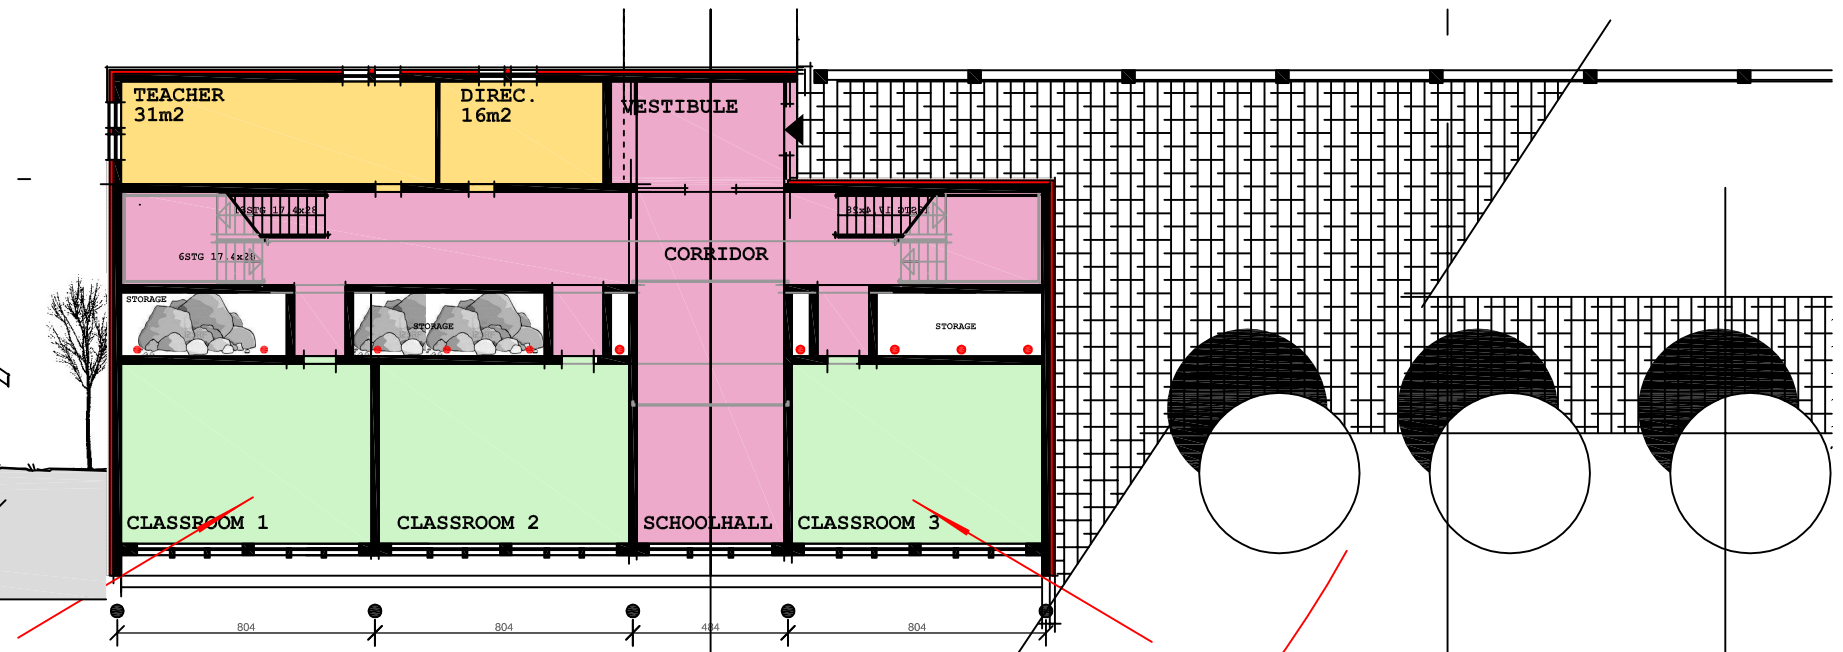 TEACHER
31m2
DIREC.
16m2
VESTIBULE
6STG 17.4x28
CORRIDOR
STORAGE
STORAGE
STORAGE
CLASSROOM 1
CLASSROOM 2
SCHOOLHALL
CLASSROOM 3
804
804
484
804